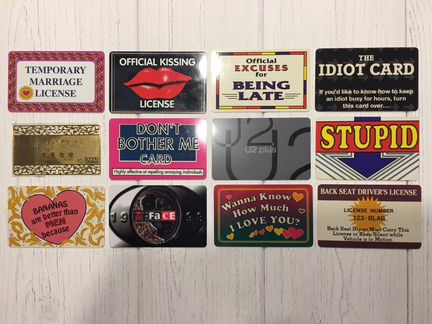 TEMPORARY
MARRIAGE
LICENSE
OFFICIAL KISSING
LICENSE
Official
EXCUSES
for
BEING
LATE
THE
IDIOT CARD
If you'd like to know how to keep
an idiot busy for hours, turn
this card over...
DON'T
BOTHER ME
CARD
Highly effective at repelling annoying individuals
U2
U2 plus
STUPID
BANANAS
are better than
MEN
because
FaCE
Wanna Know
How Much
I LOVE YOU?
BACK SEAT DRIVER'S LICENSE
LICENSE NUMBER
123-BLAB
Back Seat Driver Must Carry This
License or Keep Silent while
Vehicle is in Motion